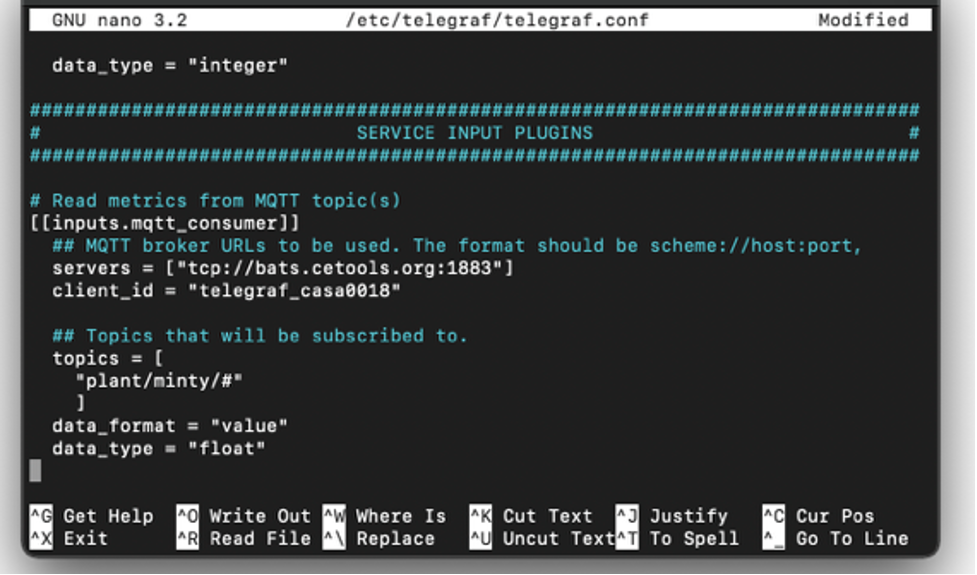 GNU nano 3.2 /etc/telegraf/telegraf.conf Modified
data_type = "integer"
###############################################################################
# SERVICE INPUT PLUGINS #
###############################################################################
# Read metrics from MQTT topic(s)
[[inputs.mqtt_consumer]]
## MQTT broker URLs to be used. The format should be scheme://host:port,
servers = ["tcp://bats.cetools.org:1883"]
client_id = "telegraf_casa0018"
## Topics that will be subscribed to.
topics = [
"plant/minty/#"
]
data_format = "value"
data_type = "float"
^G Get Help ^O Write Out ^W Where Is ^K Cut Text ^J Justify ^C Cur Pos
^X Exit ^R Read File ^\ Replace ^U Uncut Text ^T To Spell ^_ Go To Line